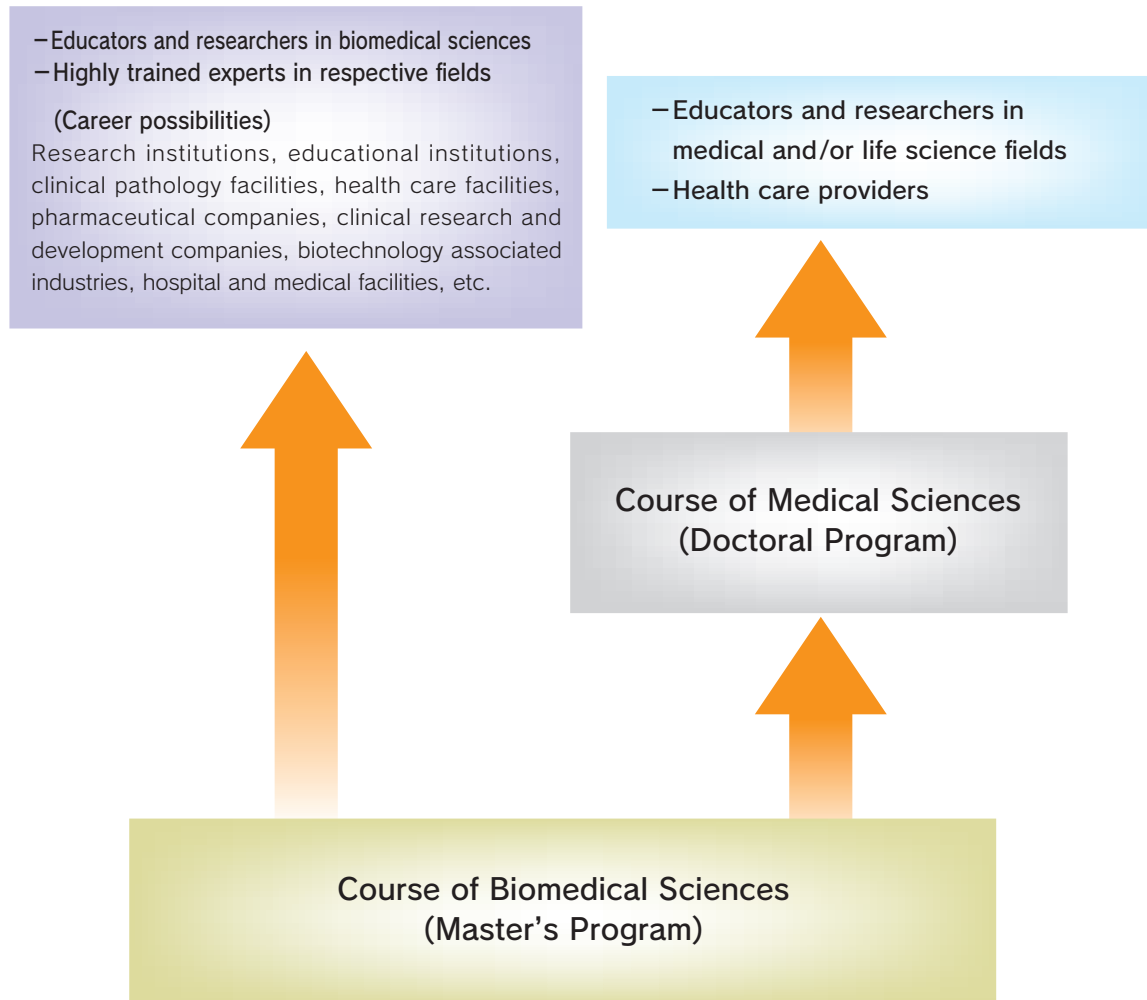 –Educators and researchers in biomedical sciences
–Highly trained experts in respective fields
(Career possibilities)
Research institutions, educational institutions,
clinical pathology facilities, health care facilities,
pharmaceutical companies, clinical research and
development companies, biotechnology associated
industries, hospital and medical facilities, etc.
–Educators and researchers in
medical and/or life science fields
–Health care providers
Course of Medical Sciences
(Doctoral Program)
Course of Biomedical Sciences
(Master’s Program)